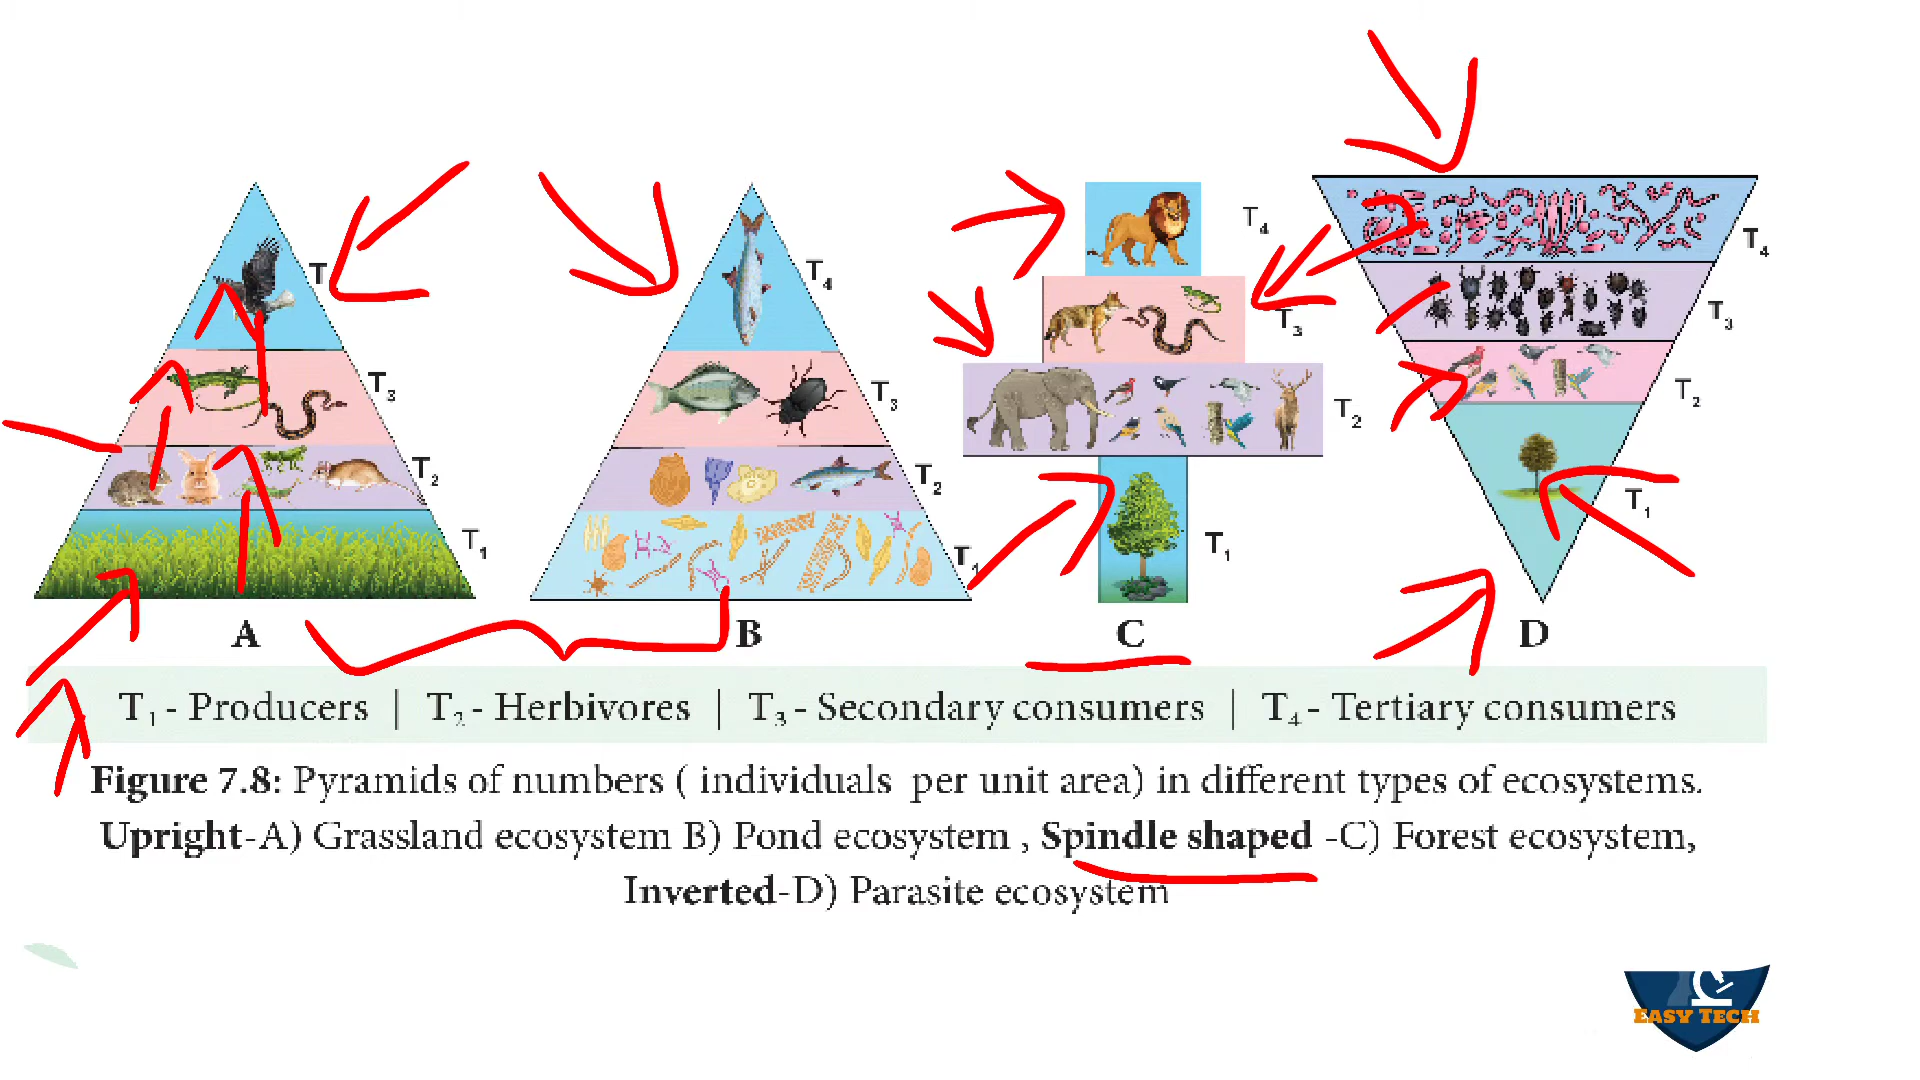 T
T₃
T₂
T₁
A
T₄
T₃
T₂
T₁
B
T₄
T₃
T₂
T₁
C
T₄
T₃
T₂
T₁
D
T₁ - Producers | T₂ - Herbivores | T₃ - Secondary consumers | T₄ - Tertiary consumers
Figure 7.8: Pyramids of numbers ( individuals per unit area) in different types of ecosystems.
Upright-A) Grassland ecosystem B) Pond ecosystem , Spindle shaped -C) Forest ecosystem,
Inverted-D) Parasite ecosystem
EASY TECH